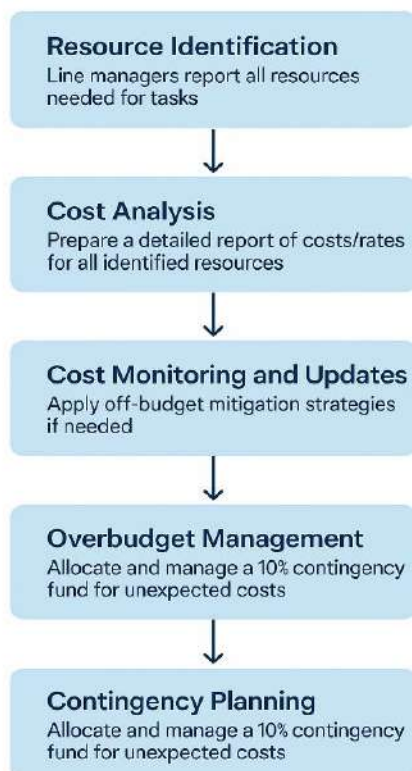 Resource Identification
Line managers report all resources
needed for tasks
Cost Analysis
Prepare a detailed report of costs/rates
for all identified resources
Cost Monitoring and Updates
Apply off-budget mitigation strategies
if needed
Overbudget Management
Allocate and manage a 10% contingency
fund for unexpected costs
Contingency Planning
Allocate and manage a 10% contingency
fund for unexpected costs